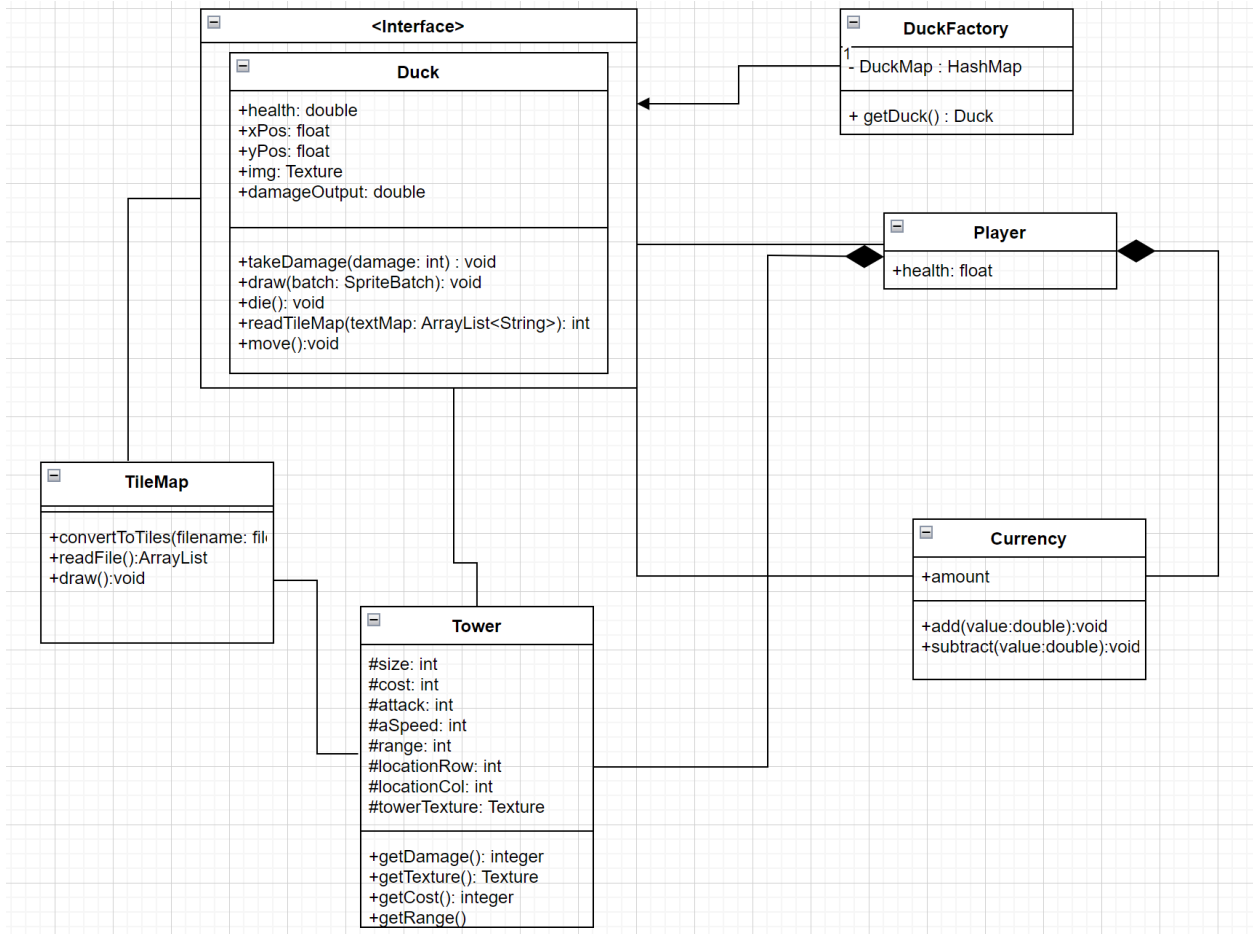 <Interface>
Duck
+health: double
+xPos: float
+yPos: float
+img: Texture
+damageOutput: double
+takeDamage(damage: int) : void
+draw(batch: SpriteBatch): void
+die(): void
+readTileMap(textMap: ArrayList<String>): int
+move():void
DuckFactory
1
- DuckMap : HashMap
+ getDuck() : Duck
Player
+health: float
TileMap
+convertToTiles(filename: file
+readFile():ArrayList
+draw():void
Currency
+amount
+add(value:double):void
+subtract(value:double):void
Tower
#size: int
#cost: int
#attack: int
#aSpeed: int
#range: int
#locationRow: int
#locationCol: int
#towerTexture: Texture
+getDamage(): integer
+getTexture(): Texture
+getCost(): integer
+getRange()